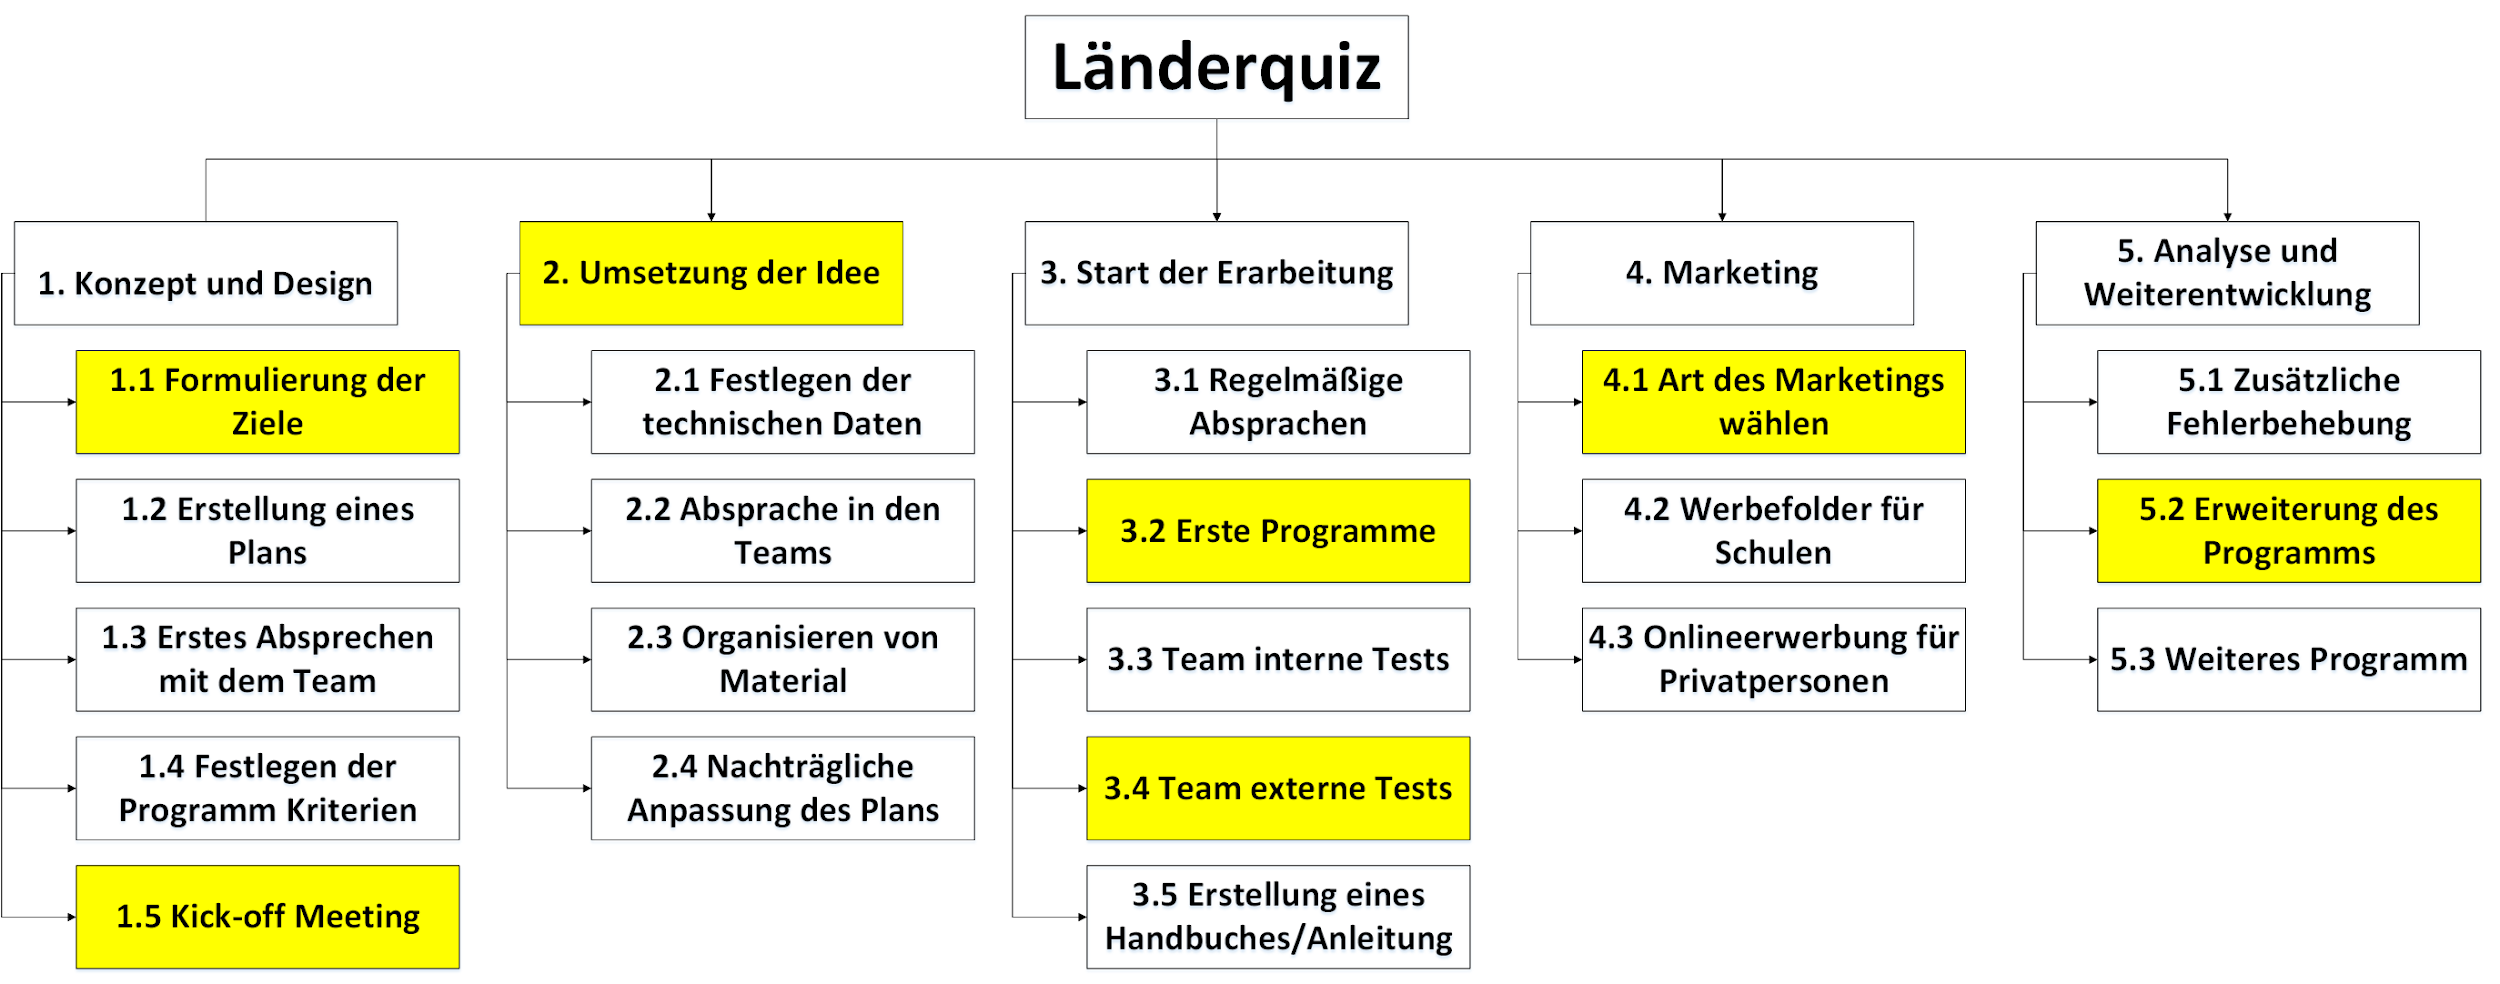 Länderquiz
1. Konzept und Design
1.1 Formulierung der
Ziele
1.2 Erstellung eines
Plans
1.3 Erstes Absprechen
mit dem Team
1.4 Festlegen der
Programm Kriterien
1.5 Kick-off Meeting
2. Umsetzung der Idee
2.1 Festlegen der
technischen Daten
2.2 Absprache in den
Teams
2.3 Organisieren von
Material
2.4 Nachträgliche
Anpassung des Plans
3. Start der Erarbeitung
3.1 Regelmäßige
Absprachen
3.2 Erste Programme
3.3 Team interne Tests
3.4 Team externe Tests
3.5 Erstellung eines
Handbuches/Anleitung
4. Marketing
4.1 Art des Marketings
wählen
4.2 Werbefolder für
Schulen
4.3 Onlineerwerbung für
Privatpersonen
5. Analyse und
Weiterentwicklung
5.1 Zusätzliche
Fehlerbehebung
5.2 Erweiterung des
Programms
5.3 Weiteres Programm